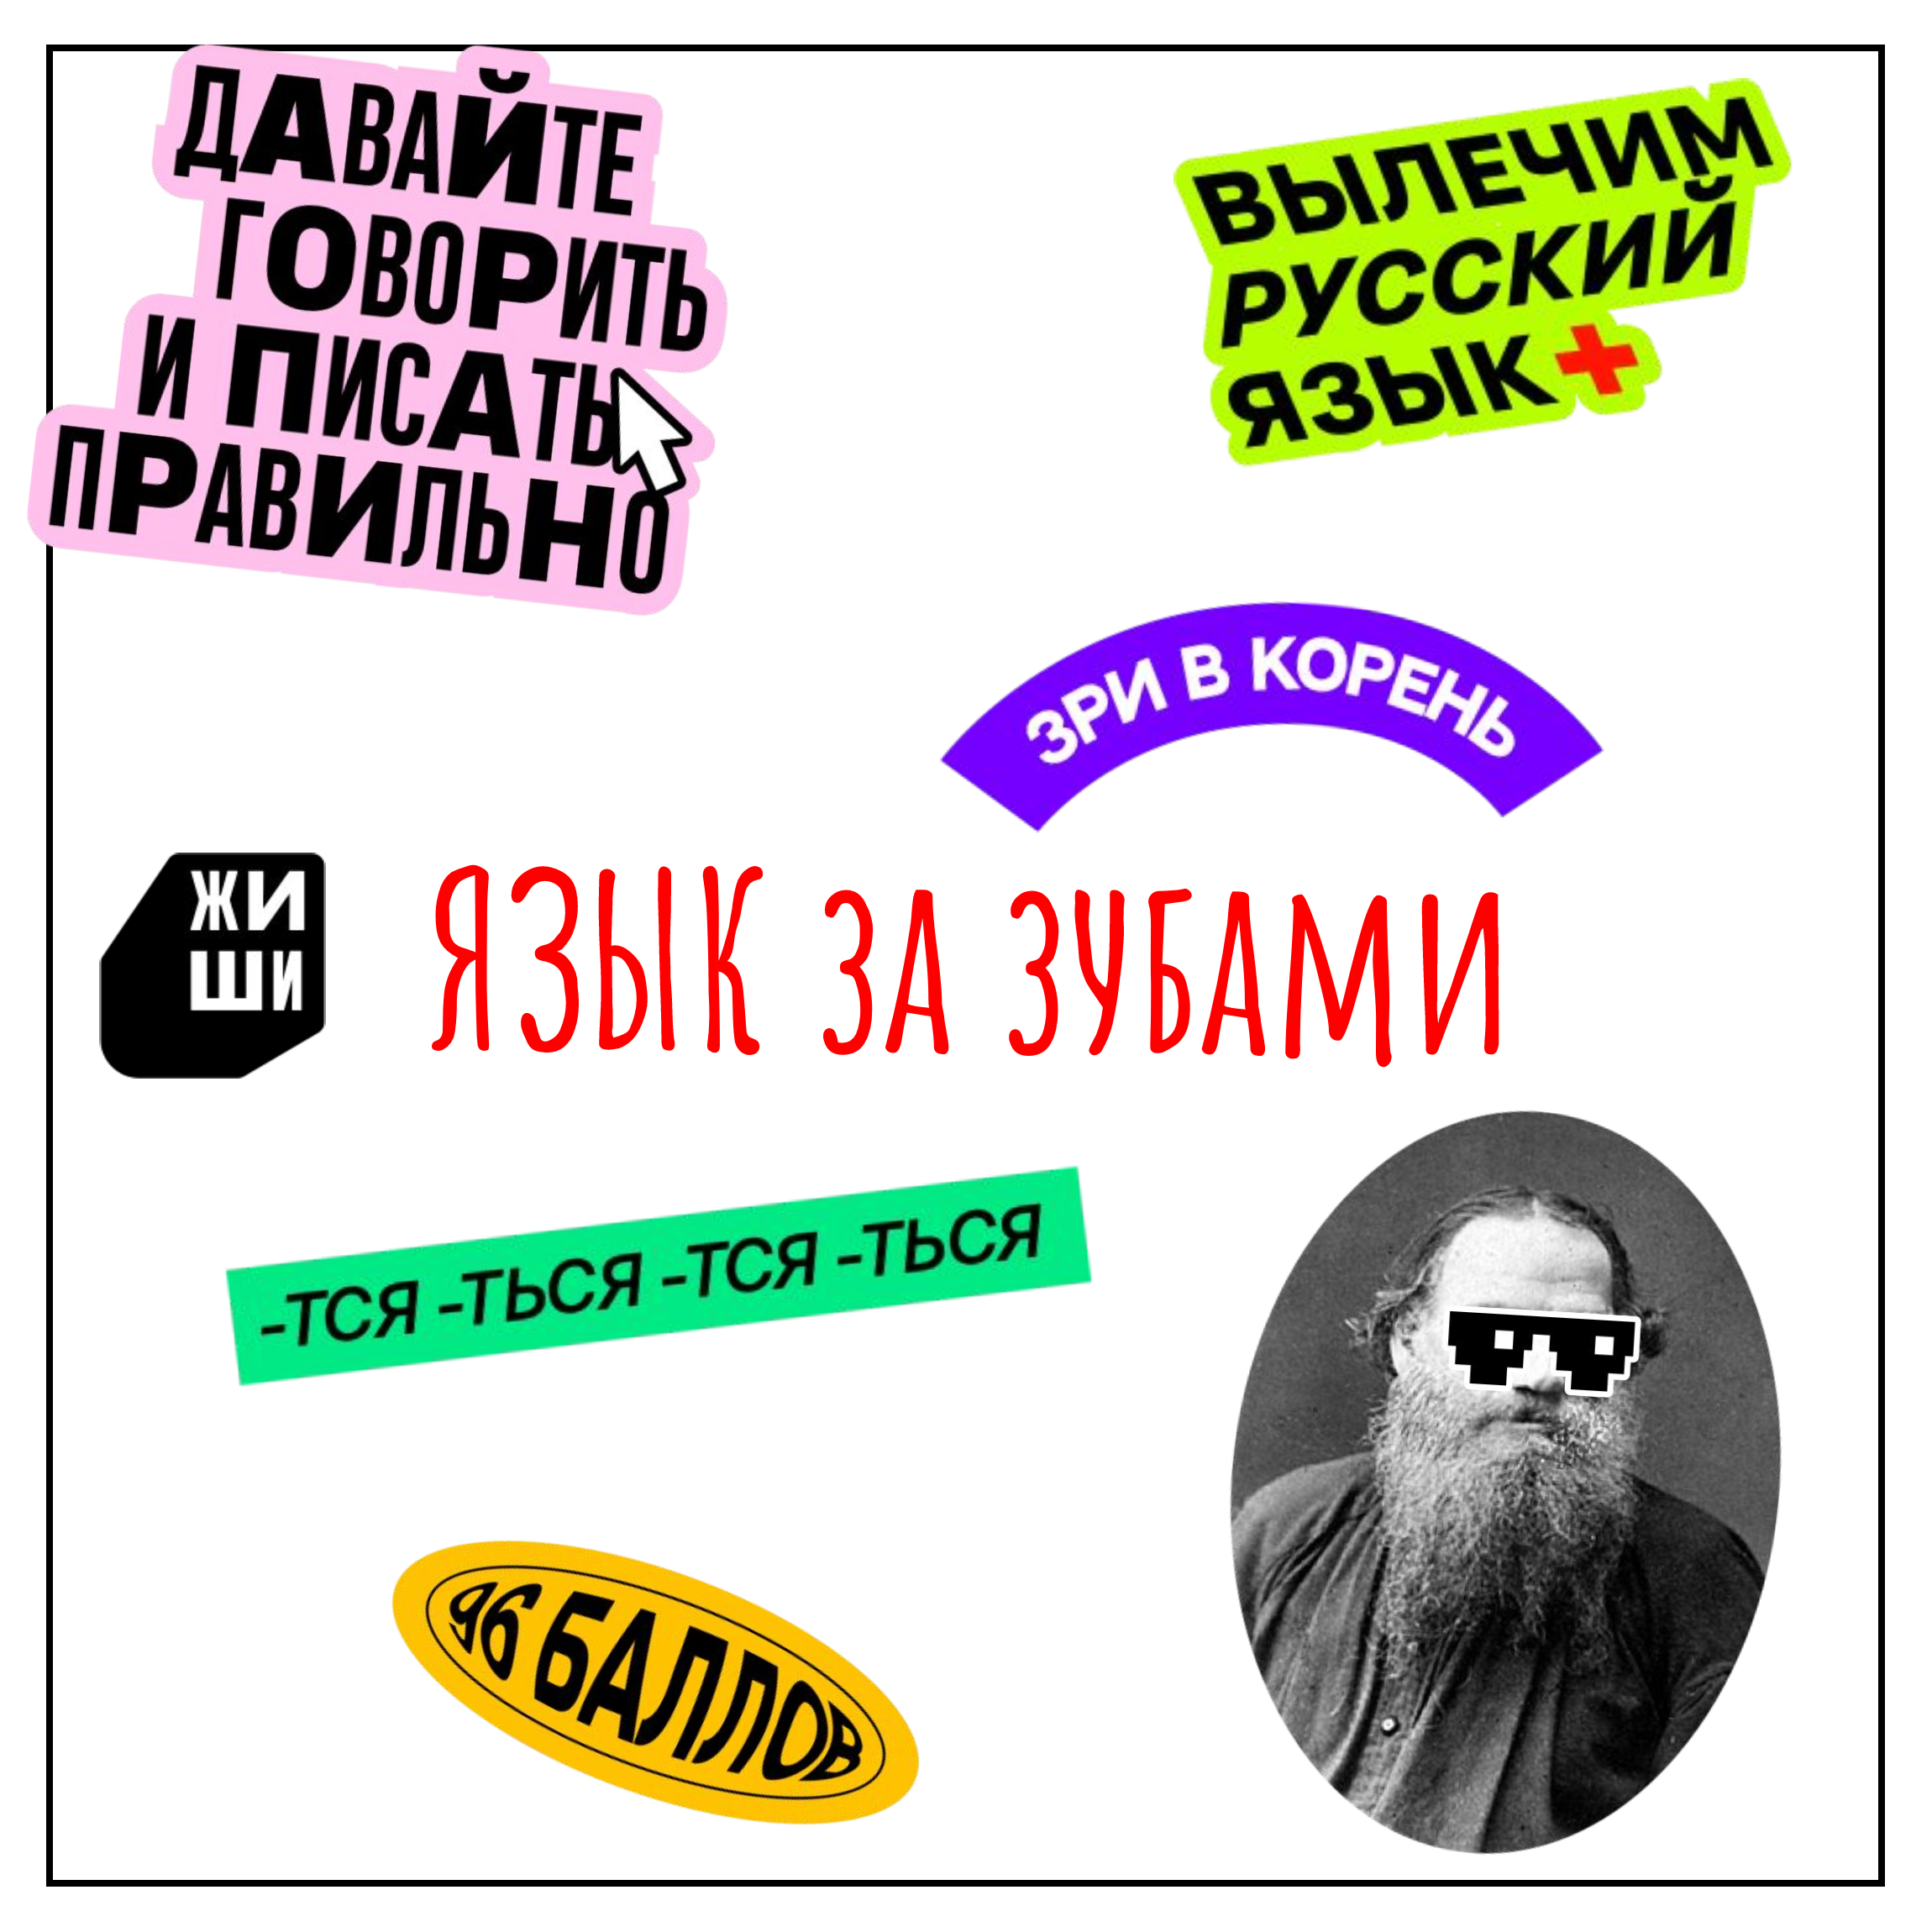 ДАВАЙТЕ
ГОВОРИТЬ
И ПИСАТЬ
ПРАВИЛЬНО
ВЫЛЕЧИМ
РУССКИЙ
ЯЗЫК+
ЗРИ В КОРЕНЬ
ЖИ
ШИ
ЯЗЫК ЗА ЗУБАМИ
-ТСЯ -ТЬСЯ -ТСЯ -ТЬСЯ
96 БАЛЛОВ